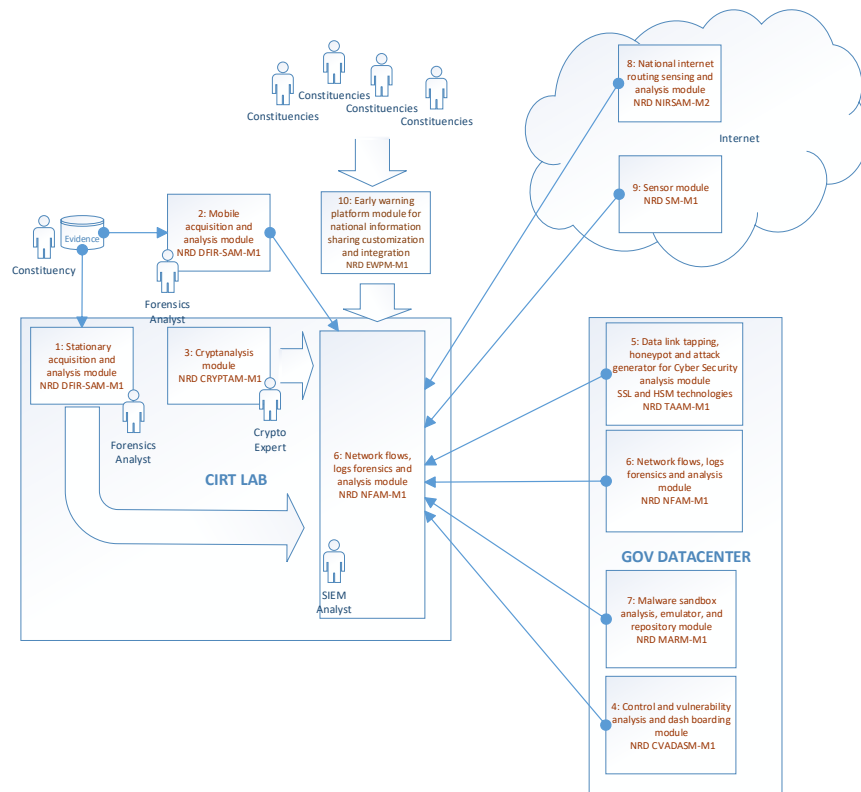 Constituencies
Constituencies
Constituencies
Constituencies
8: National internet
routing sensing and
analysis module
NRD NIRSAM-M2
Internet
9: Sensor module
NRD SM-M1
10: Early warning
platform module for
national information
sharing customization
and integration
NRD EWPM-M1
2: Mobile
acquisition and
analysis module
NRD DFIR-SAM-M1
Evidence
Constituency
Forensics
Analyst
1: Stationary
acquisition and
analysis module
NRD DFIR-SAM-M1
Forensics
Analyst
3: Cryptanalysis
module
NRD CRYPTAM-M1
Crypto
Expert
CIRT LAB
6: Network flows,
logs forensics and
analysis module
NRD NFAM-M1
SIEM
Analyst
5: Data link tapping,
honeypot and attack
generator for Cyber Security
analysis module
SSL and HSM technologies
NRD TAAM-M1
6: Network flows, logs
forensics and analysis
module
NRD NFAM-M1
GOV DATACENTER
7: Malware sandbox
analysis, emulator, and
repository module
NRD MARM-M1
4: Control and vulnerability
analysis and dash boarding
module
NRD CVADASM-M1